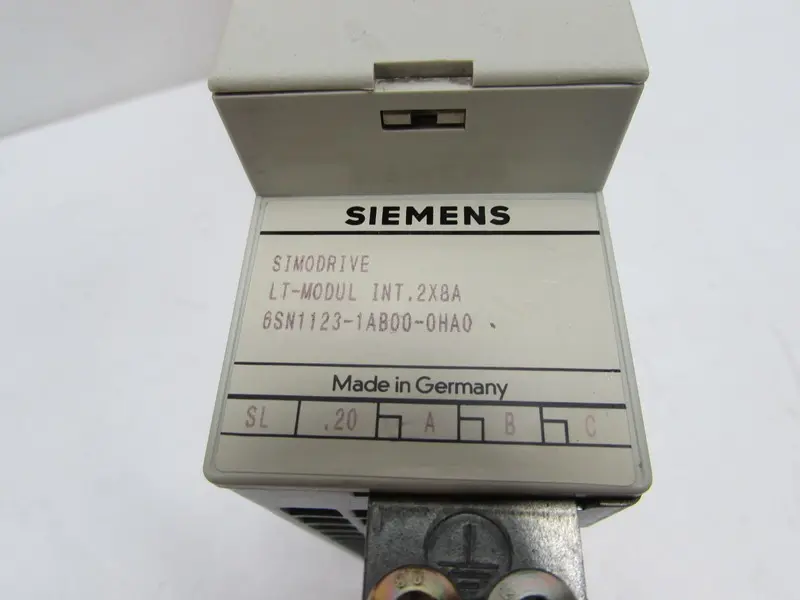 SIEMENS
SIMODRIVE
LT-MODUL INT.2X8A
6SN1123-1AB00-0HA0
Made in Germany
SL .20 A B C